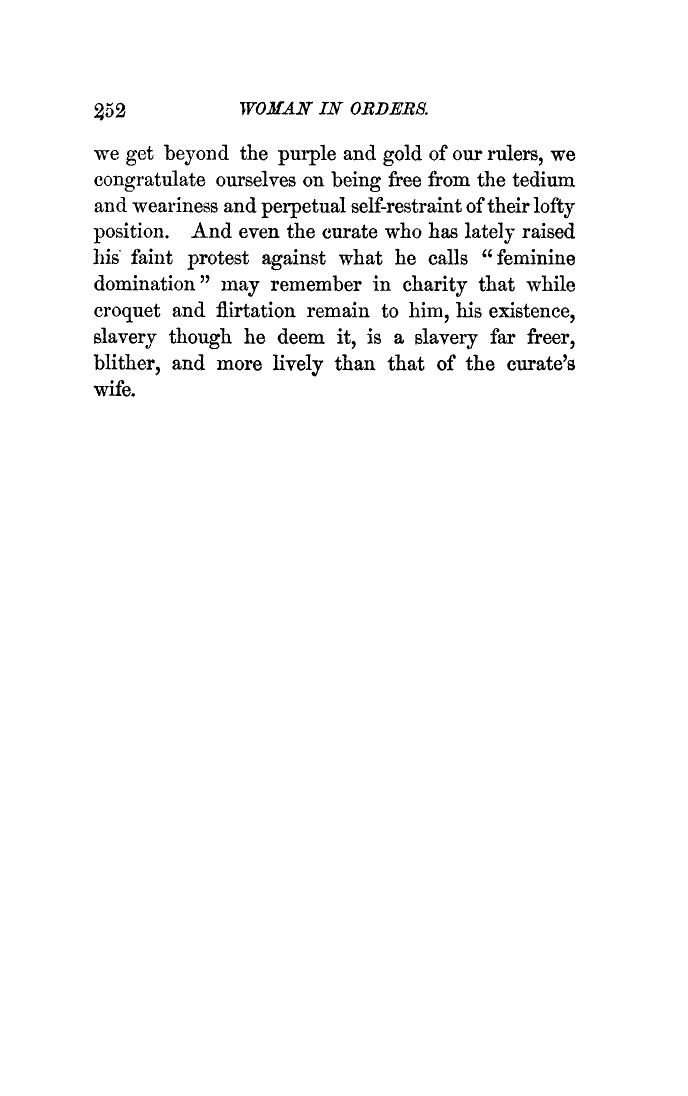 252 WOMAN IN ORDERS.
we get beyond the purple and gold of our rulers, we
congratulate ourselves on being free from the tedium
and weariness and perpetual self-restraint of their lofty
position. And even the curate who has lately raised
his faint protest against what he calls “feminine
domination” may remember in charity that while
croquet and flirtation remain to him, his existence,
slavery though he deem it, is a slavery far freer,
blither, and more lively than that of the curate’s
wife.